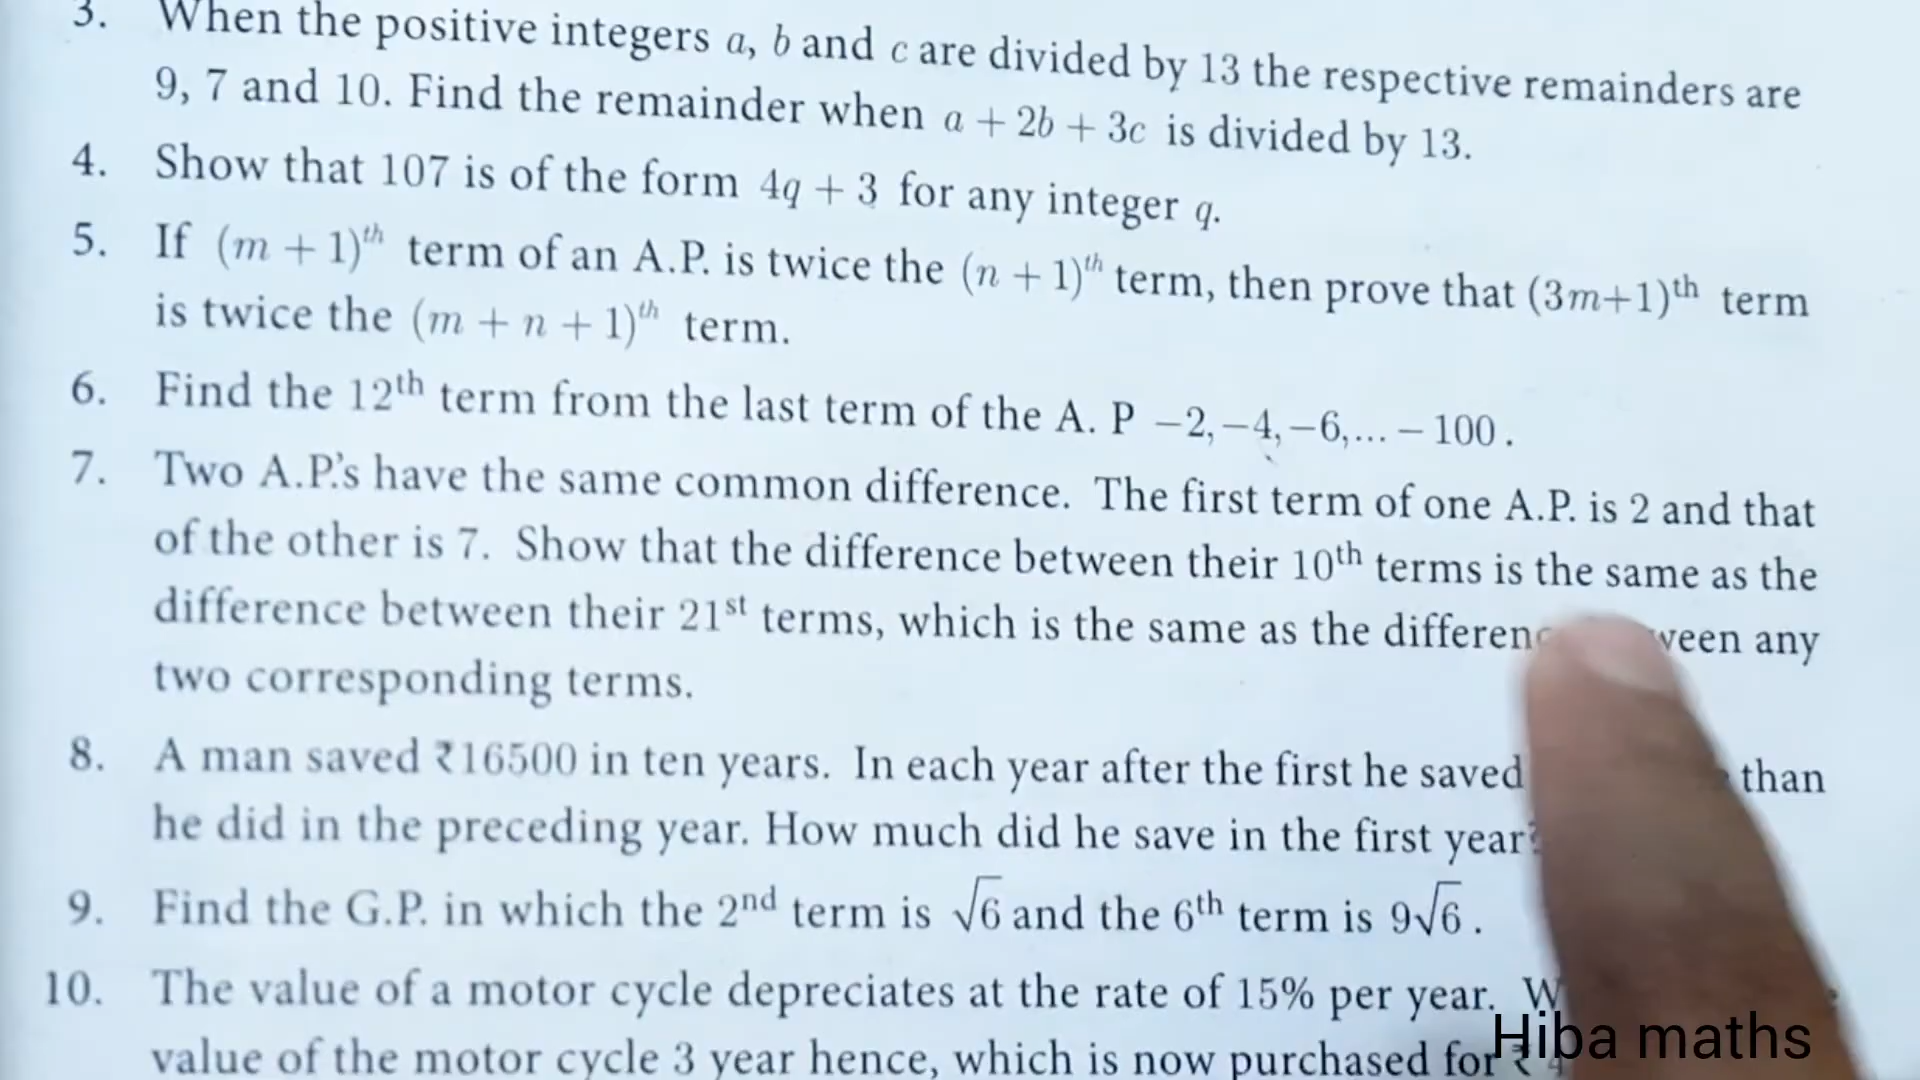 3. When the positive integers a, b and c are divided by 13 the respective remainders are
9, 7 and 10. Find the remainder when a + 2b + 3c is divided by 13.
4. Show that 107 is of the form 4q + 3 for any integer q.
5. If (m + 1)th term of an A.P. is twice the (n + 1)th term, then prove that (3m+1)th term
is twice the (m + n + 1)th term.
6. Find the 12th term from the last term of the A. P −2, −4, −6,... − 100.
7. Two A.P.'s have the same common difference. The first term of one A.P. is 2 and that
of the other is 7. Show that the difference between their 10th terms is the same as the
difference between their 21st terms, which is the same as the any
two corresponding terms.
8. A man saved ₹16500 in ten years. In each year after the first he saved than
he did in the preceding year. How much did he save in the first year?
9. Find the G.P. in which the 2nd term is √6 and the 6th term is 9√6.
10. The value of a motor cycle depreciates at the rate of 15% per year.
value of the motor cycle 3 year hence, which is now purchased for ₹
Hiba maths